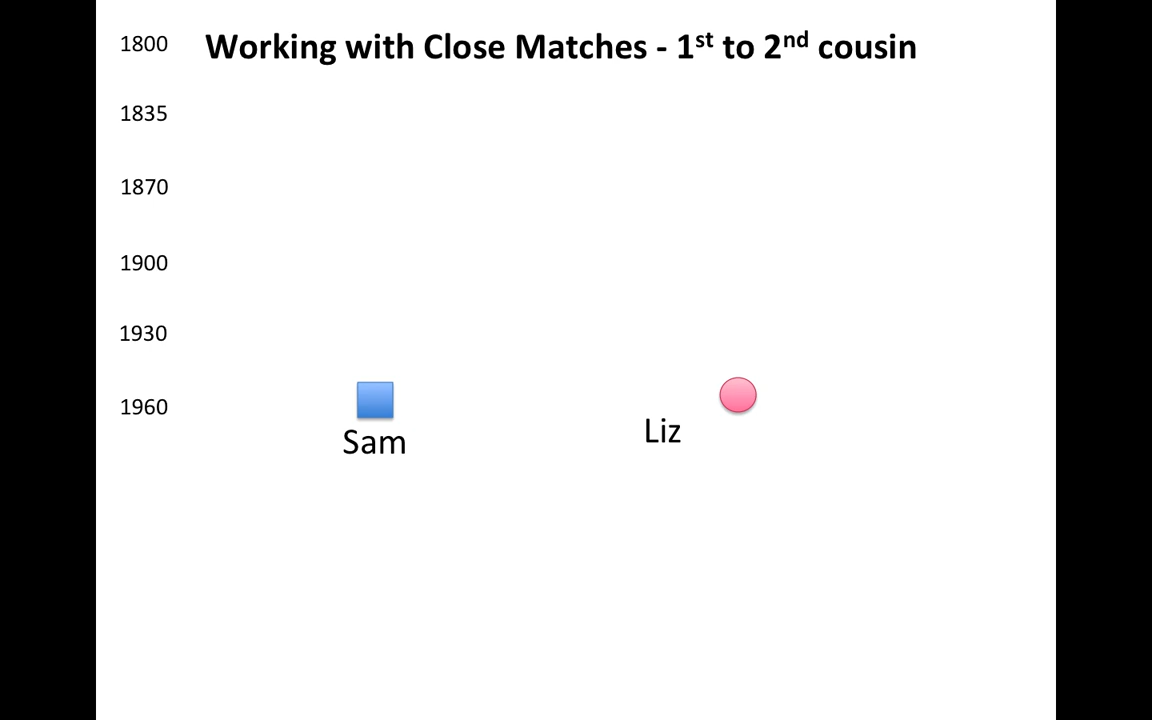 1800
Working with Close Matches - 1st to 2nd cousin
1835
1870
1900
1930
1960
Sam
Liz